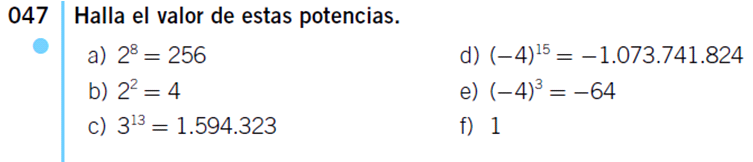 047 Halla el valor de estas potencias.
a) 2⁸ = 256
b) 2² = 4
c) 3¹³ = 1.594.323
d) (−4)¹⁵ = −1.073.741.824
e) (−4)³ = −64
f) 1